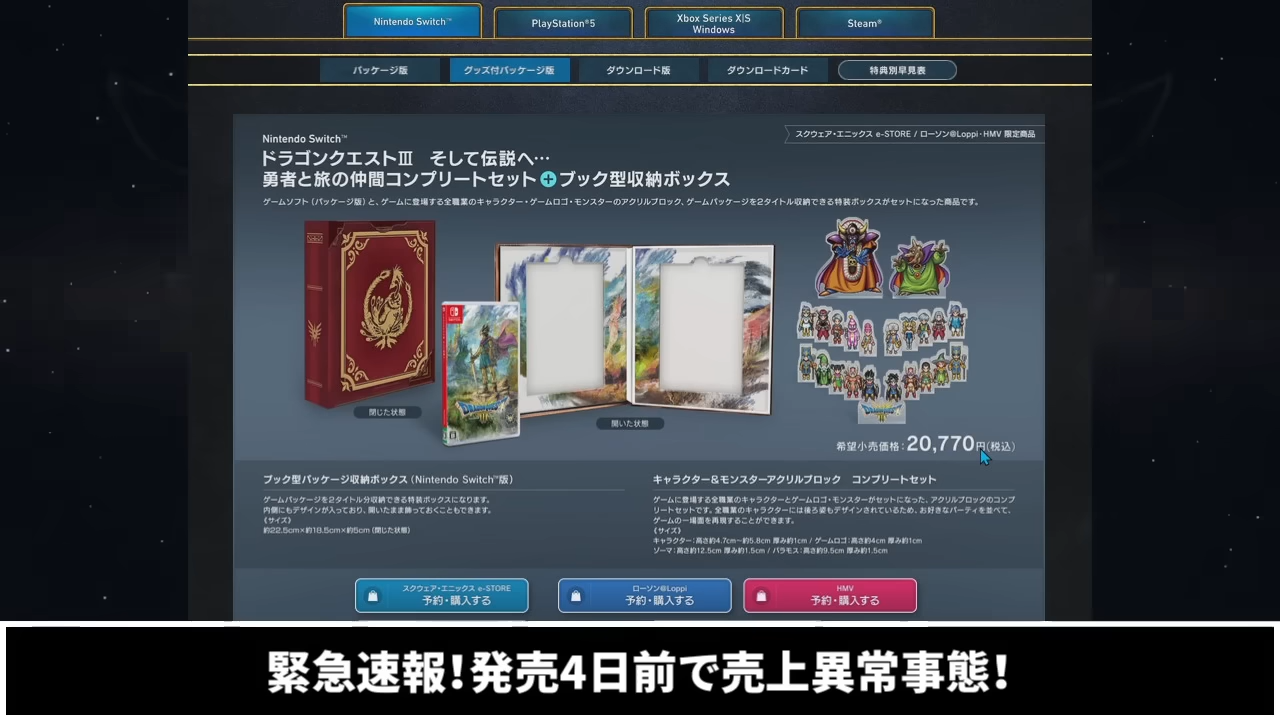 Nintendo Switch™
PlayStation®5
Xbox Series X|S
Windows
Steam®
パッケージ版
グッズ付パッケージ版
ダウンロード版
ダウンロードカード
特典別早見表
スクウェア・エニックス e-STORE / ローソン@Loppi・HMV 限定商品
Nintendo Switch™
ドラゴンクエストⅢ そして伝説へ…
勇者と旅の仲間コンプリートセット+ブック型収納ボックス
ゲームソフト(パッケージ版)と、ゲームに登場する全職業のキャラクター・ゲームロゴ・モンスターのアクリルブロック、ゲームパッケージを2タイトル収納できる特装ボックスがセットになった商品です。
閉じた状態
開いた状態
希望小売価格:20,770円(税込)
ブック型パッケージ収納ボックス(Nintendo Switch™版)
ゲームパッケージを2タイトル分収納できる特装ボックスになります。
内側にもデザインが入っており、開いたまま飾っておくこともできます。
《サイズ》
約22.5cm×約18.5cm×約5cm(閉じた状態)
キャラクター&モンスターアクリルブロック コンプリートセット
ゲームに登場する全職業のキャラクターとゲームロゴ・モンスターがセットになった、アクリルブロックのコンプ
リートセットです。全職業のキャラクターには後ろ姿もデザインされているため、お好きなパーティを並べて、
ゲームの一場面を再現することができます。
《サイズ》
キャラクター:高さ約4.7cm~約5.8cm 厚み約1cm / ゲームロゴ:高さ約4cm 厚み約1cm
ゾーマ:高さ約12.5cm 厚み約1.5cm / バラモス:高さ約9.5cm 厚み約1.5cm
スクウェア・エニックス e-STORE
予約・購入する
ローソン@Loppi
予約・購入する
HMV
予約・購入する
緊急速報!発売4日前で売上異常事態!